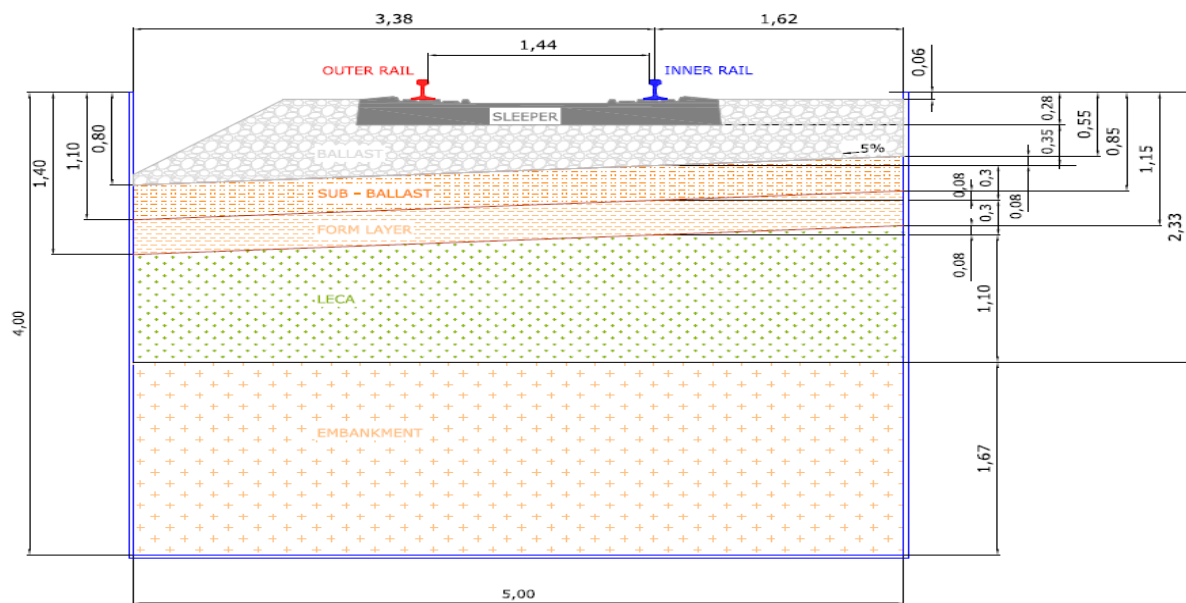 3,38
1,62
1,44
OUTER RAIL
INNER RAIL
0,06
SLEEPER
0,28
0,55
0,85
1,15
2,33
0,80
1,10
1,40
4,00
BALLAST
5%
0,35
SUB - BALLAST
0,3
0,08
0,08
FORM LAYER
0,3
0,08
LECA
1,10
EMBANKMENT
1,67
5,00